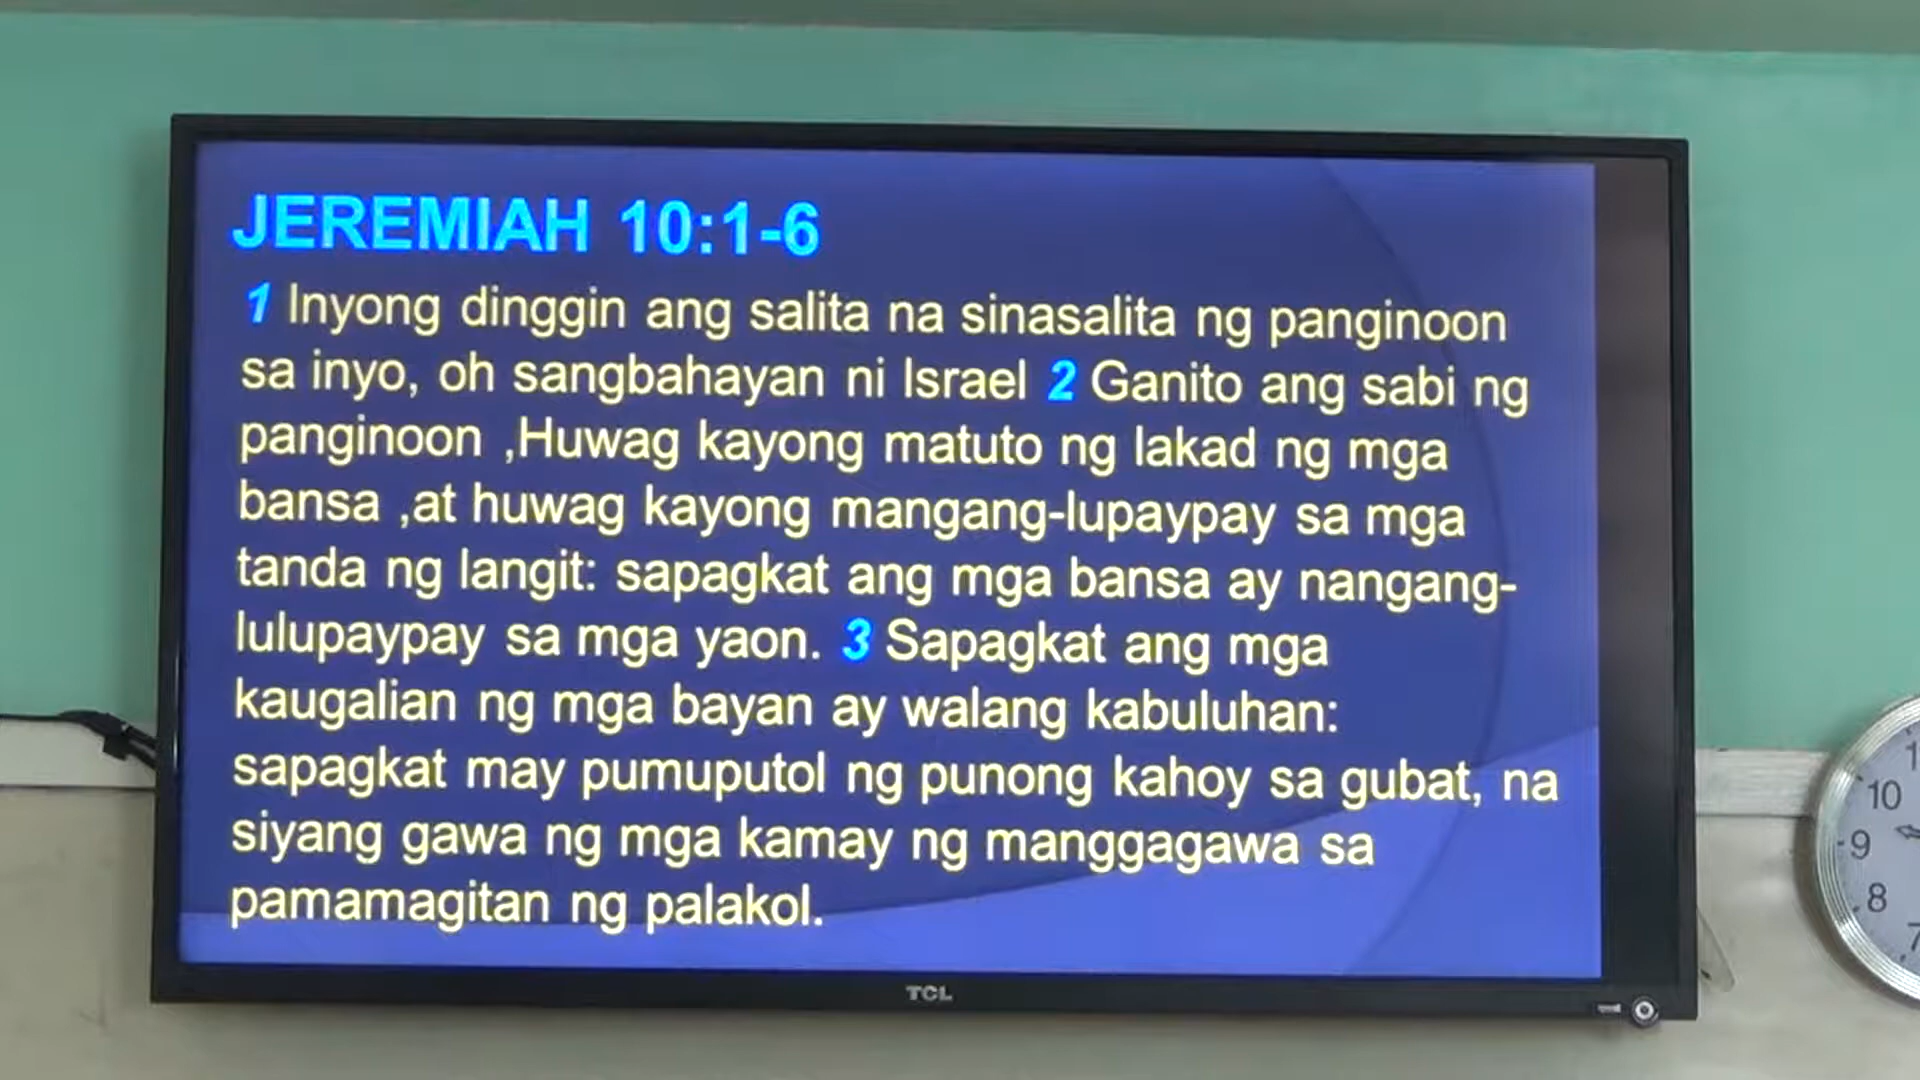 JEREMIAH 10:1-6
1 Inyong dinggin ang salita na sinasalita ng panginoon
sa inyo, oh sangbahayan ni Israel 2 Ganito ang sabi ng
panginoon ,Huwag kayong matuto ng lakad ng mga
bansa ,at huwag kayong mangang-lupaypay sa mga
tanda ng langit: sapagkat ang mga bansa ay nangang-
lulupaypay sa mga yaon. 3 Sapagkat ang mga
kaugalian ng mga bayan ay walang kabuluhan:
sapagkat may pumuputol ng punong kahoy sa gubat, na
siyang gawa ng mga kamay ng manggagawa sa
pamamagitan ng palakol.
TCL
10
9
8
7